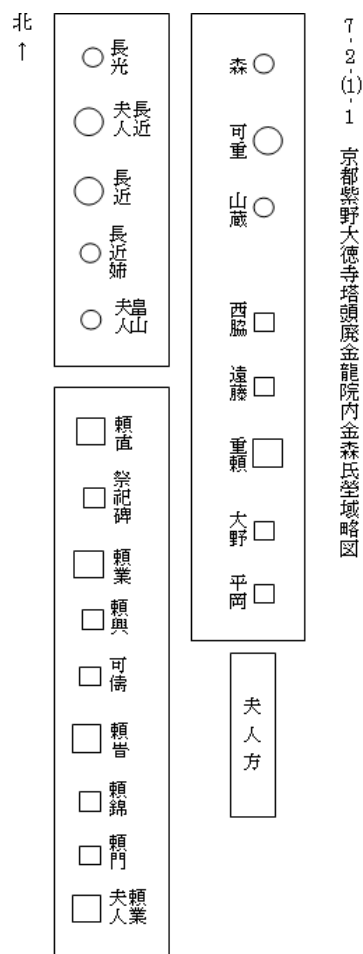 7-2-(1)-1 京都紫野大徳寺塔頭廃金龍院内金森氏塋域略図
森
可重
山蔵
西脇
遠藤
重頼
大野
平岡
夫人方
北
↑
長光
長近夫人
長近
長近姉
畠山夫人
頼直
祭祀碑
頼業
頼興
可儔
頼旹
頼錦
頼門
頼業夫人